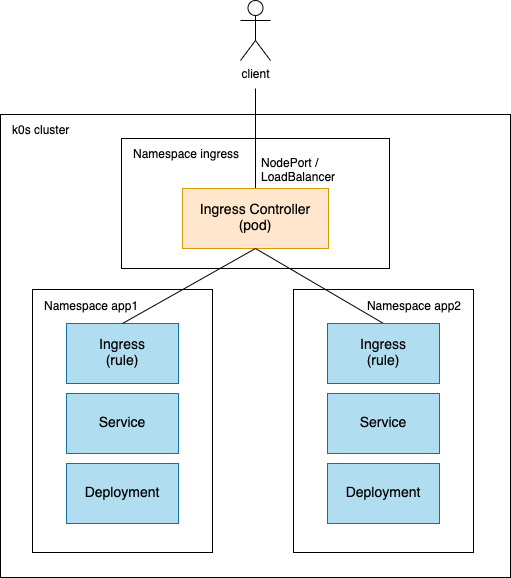 client
k0s cluster
Namespace ingress
NodePort /
LoadBalancer
Ingress Controller
(pod)
Namespace app1
Ingress
(rule)
Service
Deployment
Namespace app2
Ingress
(rule)
Service
Deployment